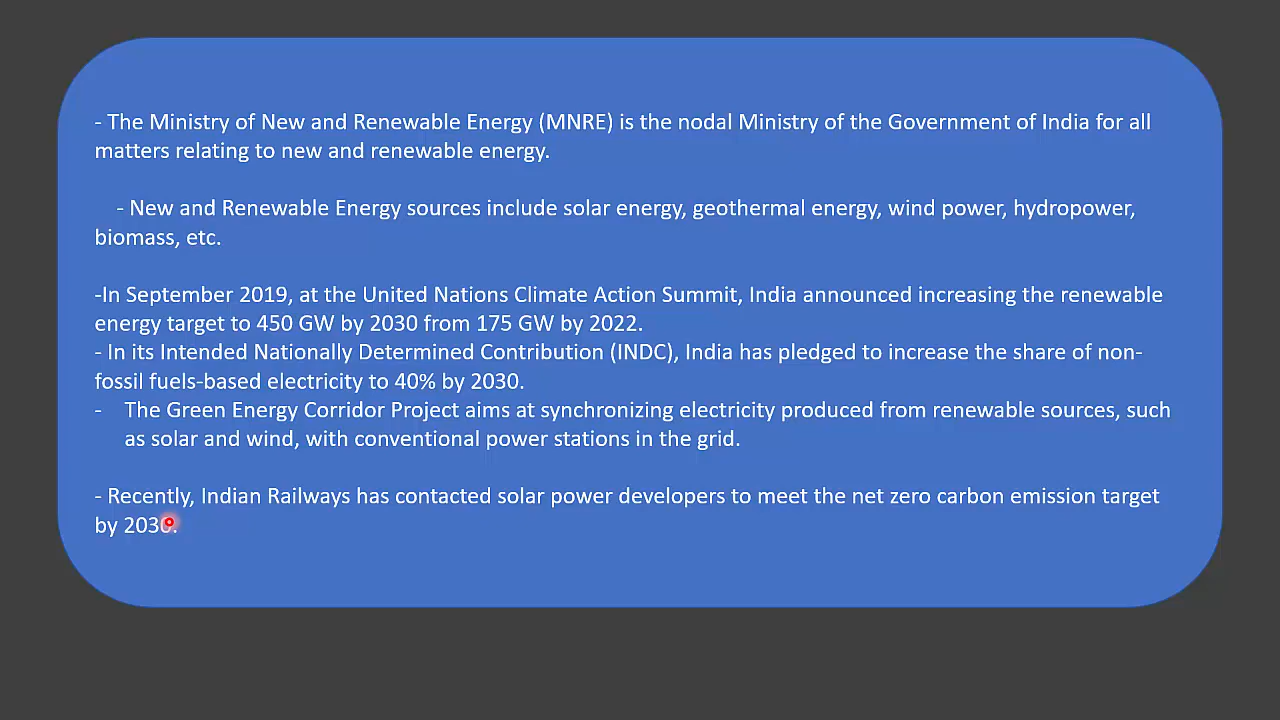 - The Ministry of New and Renewable Energy (MNRE) is the nodal Ministry of the Government of India for all
matters relating to new and renewable energy.
- New and Renewable Energy sources include solar energy, geothermal energy, wind power, hydropower,
biomass, etc.
-In September 2019, at the United Nations Climate Action Summit, India announced increasing the renewable
energy target to 450 GW by 2030 from 175 GW by 2022.
- In its Intended Nationally Determined Contribution (INDC), India has pledged to increase the share of non-
fossil fuels-based electricity to 40% by 2030.
- The Green Energy Corridor Project aims at synchronizing electricity produced from renewable sources, such
as solar and wind, with conventional power stations in the grid.
- Recently, Indian Railways has contacted solar power developers to meet the net zero carbon emission target
by 2030.